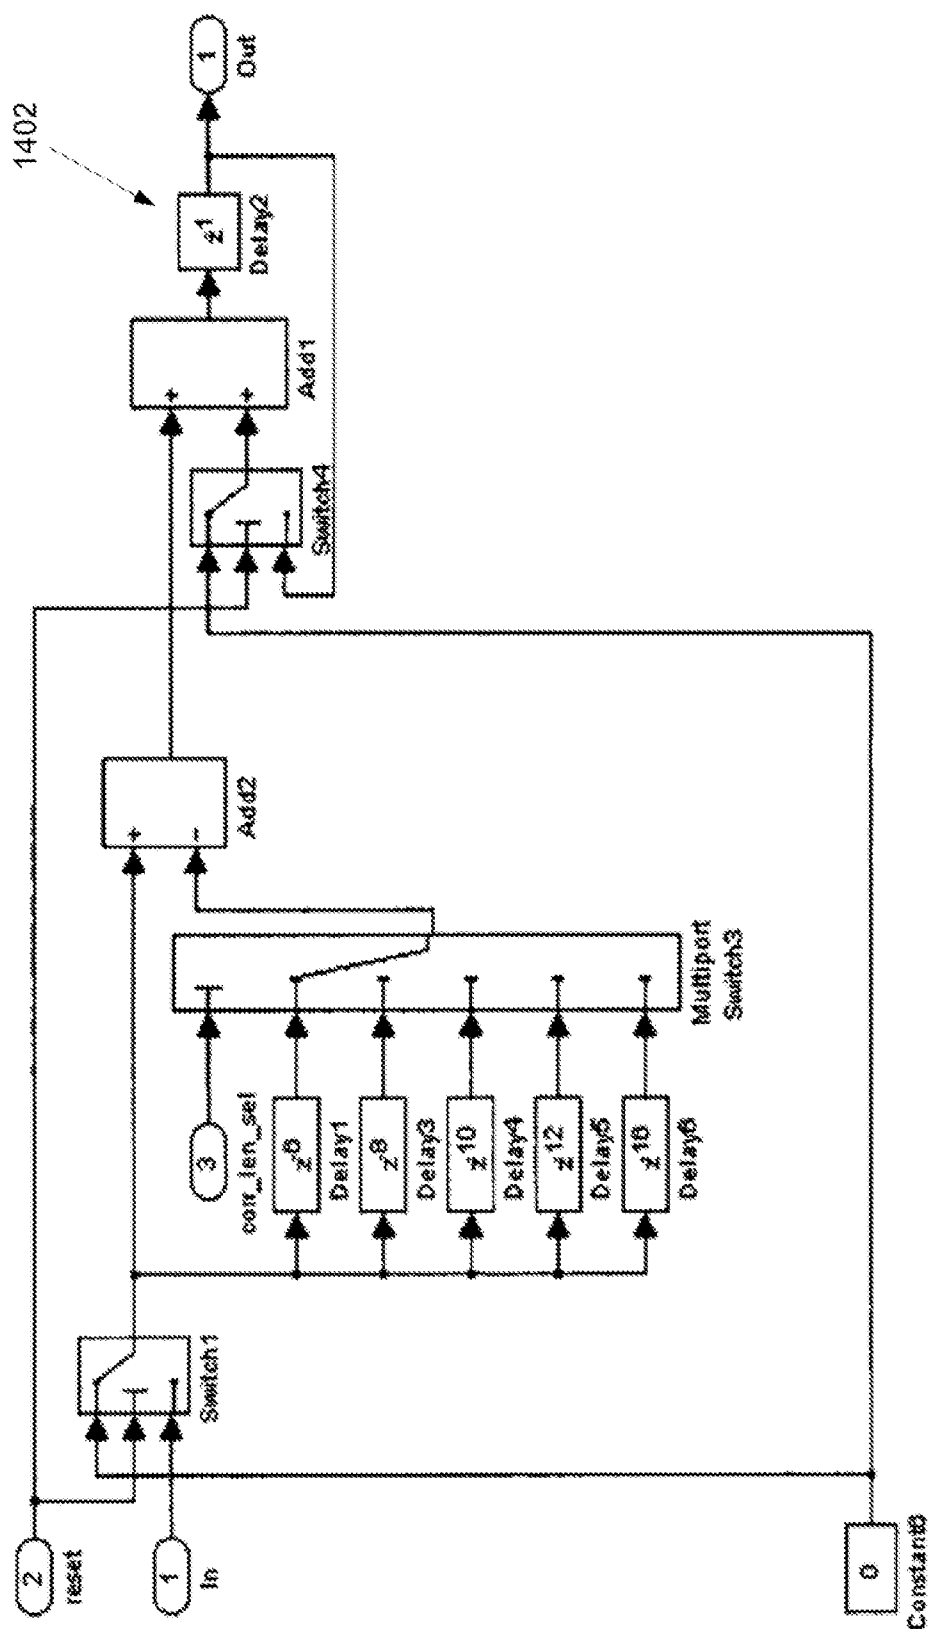 1402
2
reset
1
In
Switch1
3
corr_len_sel
z-6
Delay1
z-8
Delay3
z-10
Delay4
z-12
Delay5
z-16
Delay6
Multiport
Switch3
+
-
Add2
Switch4
+
+
Add1
z-1
Delay2
1
Out
0